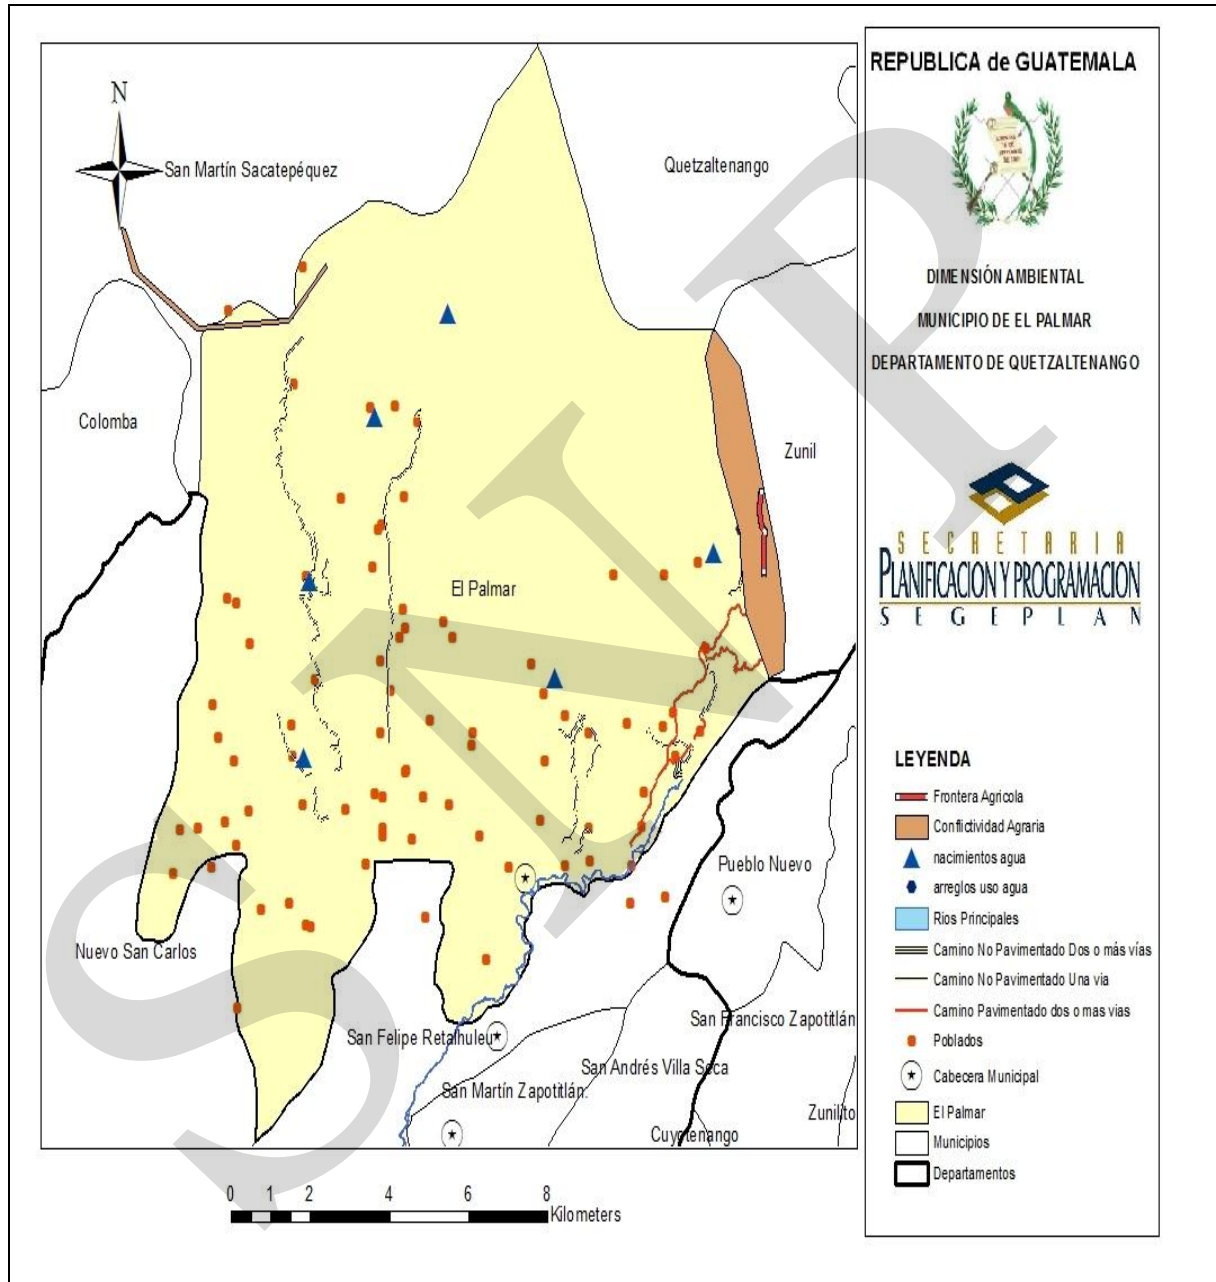 REPUBLICA de GUATEMALA
DIMENSIÓN AMBIENTAL
MUNICIPIO DE EL PALMAR
DEPARTAMENTO DE QUETZALTENANGO
SECRETARIA
PLANIFICACION Y PROGRAMACION
SEGEPLAN
LEYENDA
Frontera Agricola
Conflictividad Agraria
nacimientos agua
arreglos uso agua
Rios Principales
Camino No Pavimentado Dos o más vías
Camino No Pavimentado Una via
Camino Pavimentado dos o mas vias
Poblados
Cabecera Municipal
El Palmar
Municipios
Departamentos
N
San Martín Sacatepéquez
Quetzaltenango
Colomba
Zunil
El Palmar
Pueblo Nuevo
Nuevo San Carlos
San Francisco Zapotitlán
San Felipe Retalhuleu
San Andrés Villa Seca
San Martín Zapotitlán
Zunilito
Cuyotenango
0 1 2 4 6 8
Kilometers
SNP